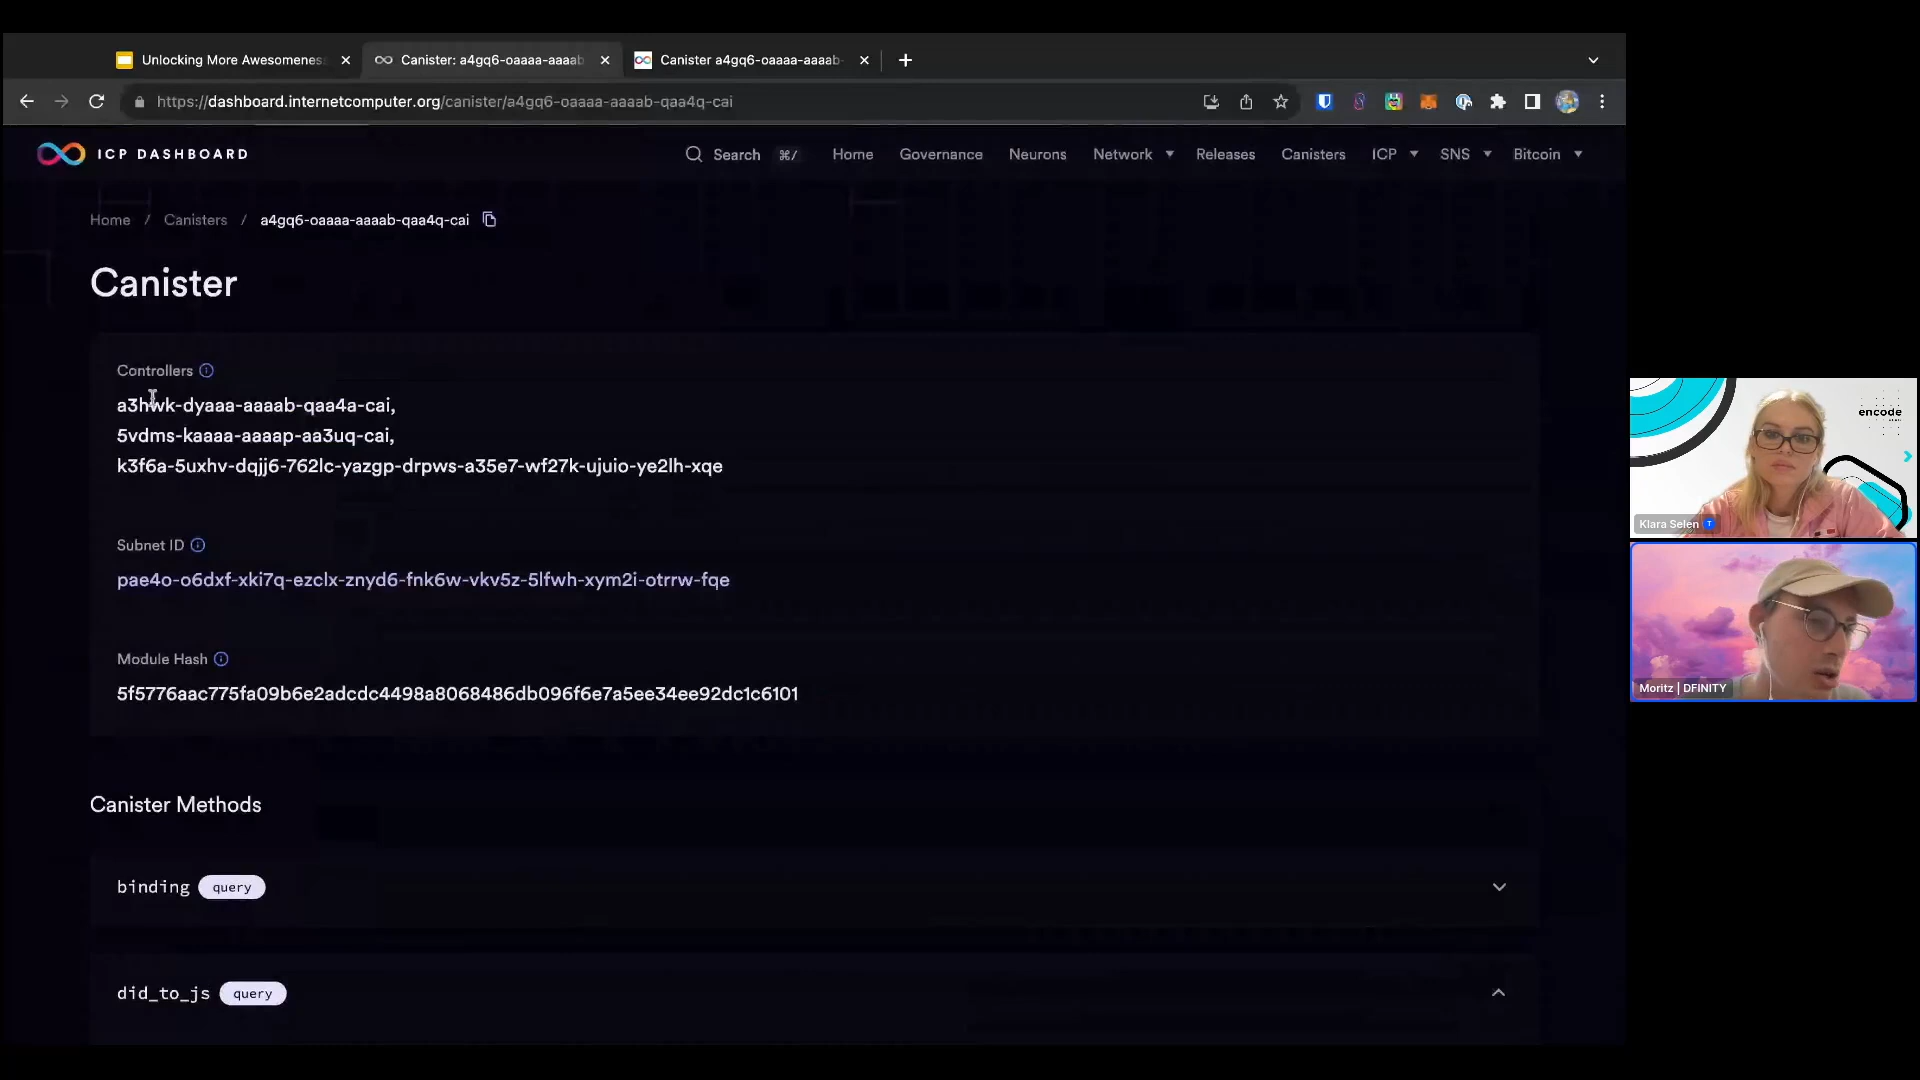 Unlocking More Awesomenes
Canister: a4gq6-oaaaa-aaaab
Canister a4gq6-oaaaa-aaaab-
https://dashboard.internetcomputer.org/canister/a4gq6-oaaaa-aaaab-qaa4q-cai
ICP DASHBOARD
Search ⌘/
Home
Governance
Neurons
Network
Releases
Canisters
ICP
SNS
Bitcoin
Home / Canisters / a4gq6-oaaaa-aaaab-qaa4q-cai
Canister
Controllers
a3hwk-dyaaa-aaaab-qaa4a-cai,
5vdms-kaaaa-aaaap-aa3uq-cai,
k3f6a-5uxhv-dqjj6-762lc-yazgp-drpws-a35e7-wf27k-ujuio-ye2lh-xqe
Subnet ID
pae4o-o6dxf-xki7q-ezclx-znyd6-fnk6w-vkv5z-5lfwh-xym2i-otrrw-fqe
Module Hash
5f5776aac775fa09b6e2adcdc4498a8068486db096f6e7a5ee34ee92dc1c6101
Canister Methods
binding query
did_to_js query
encode
Klara Selen
Moritz | DFINITY